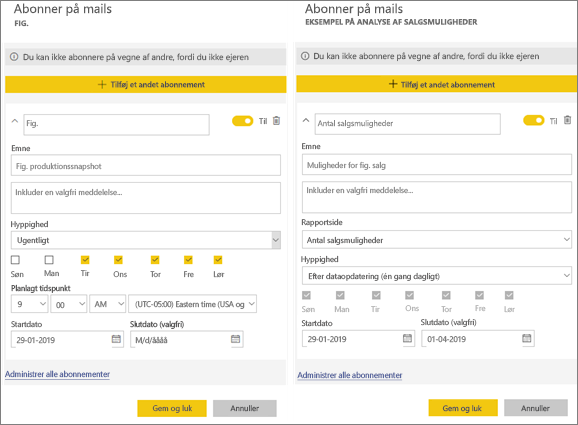 Abonner på mails
FIG.
Du kan ikke abonnere på vegne af andre, fordi du ikke ejeren
Tilføj et andet abonnement
Fig.
Til
Emne
Fig. produktionssnapshot
Inkluder en valgfri meddelelse...
Hyppighed
Ugentligt
Søn Man Tir Ons Tor Fre Lør
Planlagt tidspunkt
9 00 AM (UTC-05:00) Eastern time (USA og
Startdato Slutdato (valgfri)
29-01-2019 M/d/åååå
Administrer alle abonnementer
Gem og luk Annuller
Abonner på mails
EKSEMPEL PÅ ANALYSE AF SALGSMULIGHEDER
Du kan ikke abonnere på vegne af andre, fordi du ikke ejeren
Tilføj et andet abonnement
Antal salgsmuligheder
Til
Emne
Muligheder for fig. salg
Inkluder en valgfri meddelelse...
Rapportside
Antal salgsmuligheder
Hyppighed
Efter dataopdatering (én gang dagligt)
Søn Man Tir Ons Tor Fre Lør
Startdato Slutdato (valgfri)
29-01-2019 01-04-2019
Administrer alle abonnementer
Gem og luk Annuller